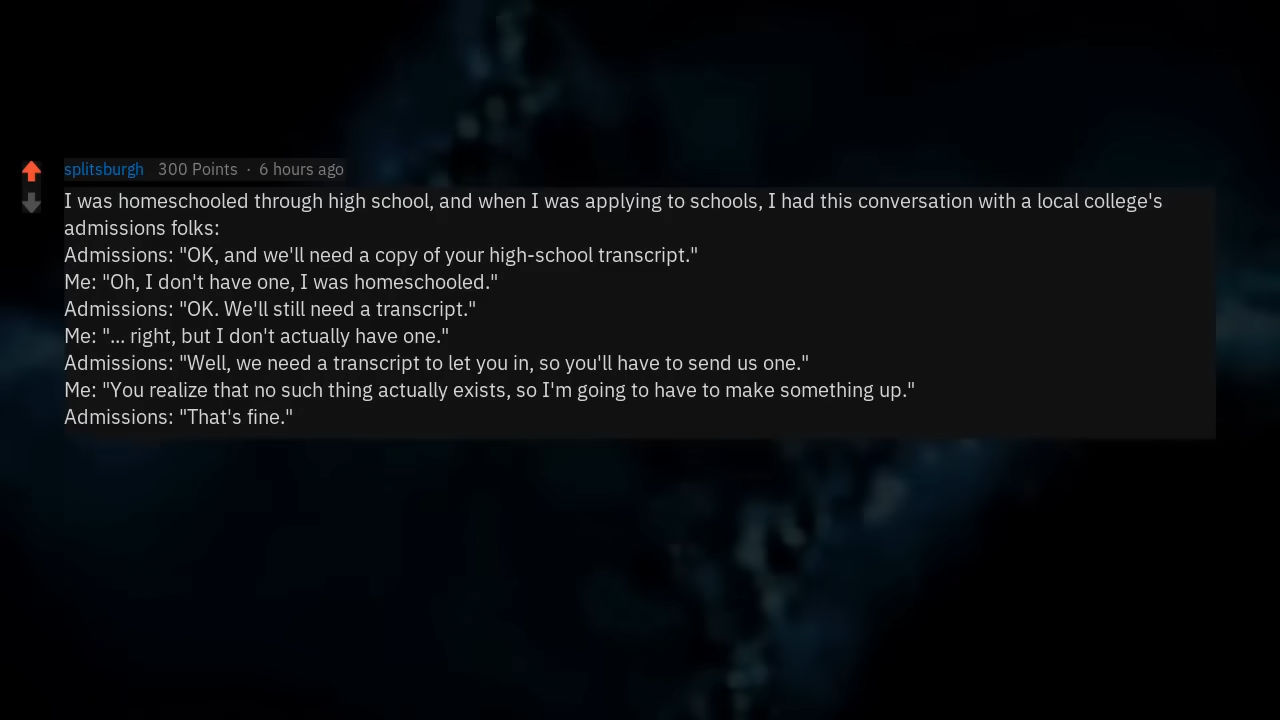 splitsburgh 300 Points · 6 hours ago
I was homeschooled through high school, and when I was applying to schools, I had this conversation with a local college's
admissions folks:
Admissions: "OK, and we'll need a copy of your high-school transcript."
Me: "Oh, I don't have one, I was homeschooled."
Admissions: "OK. We'll still need a transcript."
Me: "... right, but I don't actually have one."
Admissions: "Well, we need a transcript to let you in, so you'll have to send us one."
Me: "You realize that no such thing actually exists, so I'm going to have to make something up."
Admissions: "That's fine."